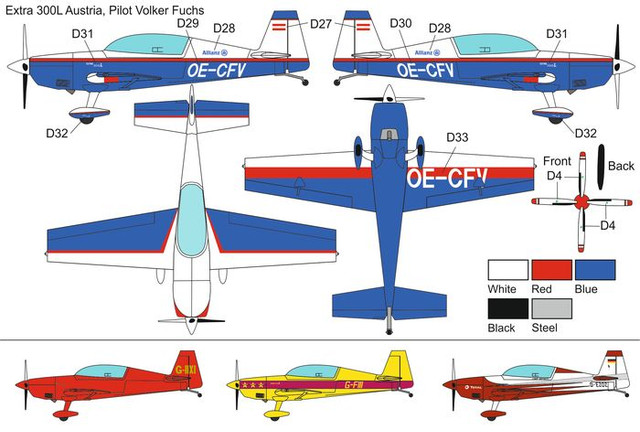 Extra 300L Austria, Pilot Volker Fuchs
D29
D28
D27
D30
D28
D31
D31
Allianz
Allianz
OE-CFV
OE-CFV
D32
D32
D33
OE-CFV
Front
Back
D4
D4
White
Red
Blue
Black
Steel
G-IIXI
G-FIII